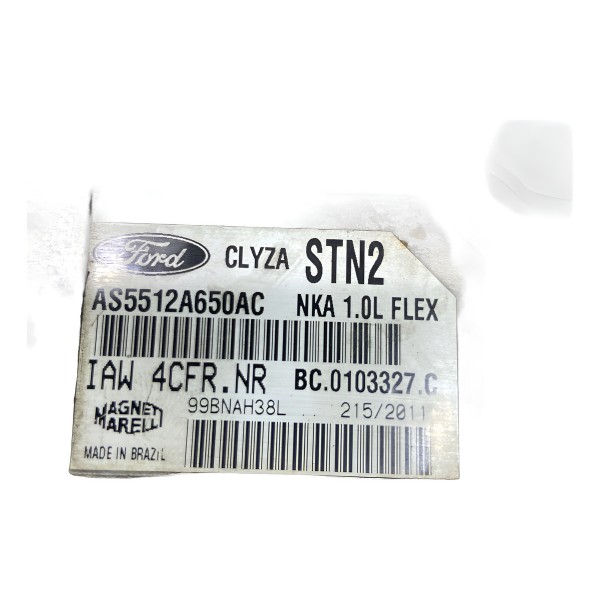 Ford CLYZA STN2
AS5512A650AC NKA 1.0L FLEX
IAW 4CFR.NR BC.0103327.C
MAGNETI MARELLI 99BNAH38L 215/2011
MADE IN BRAZIL